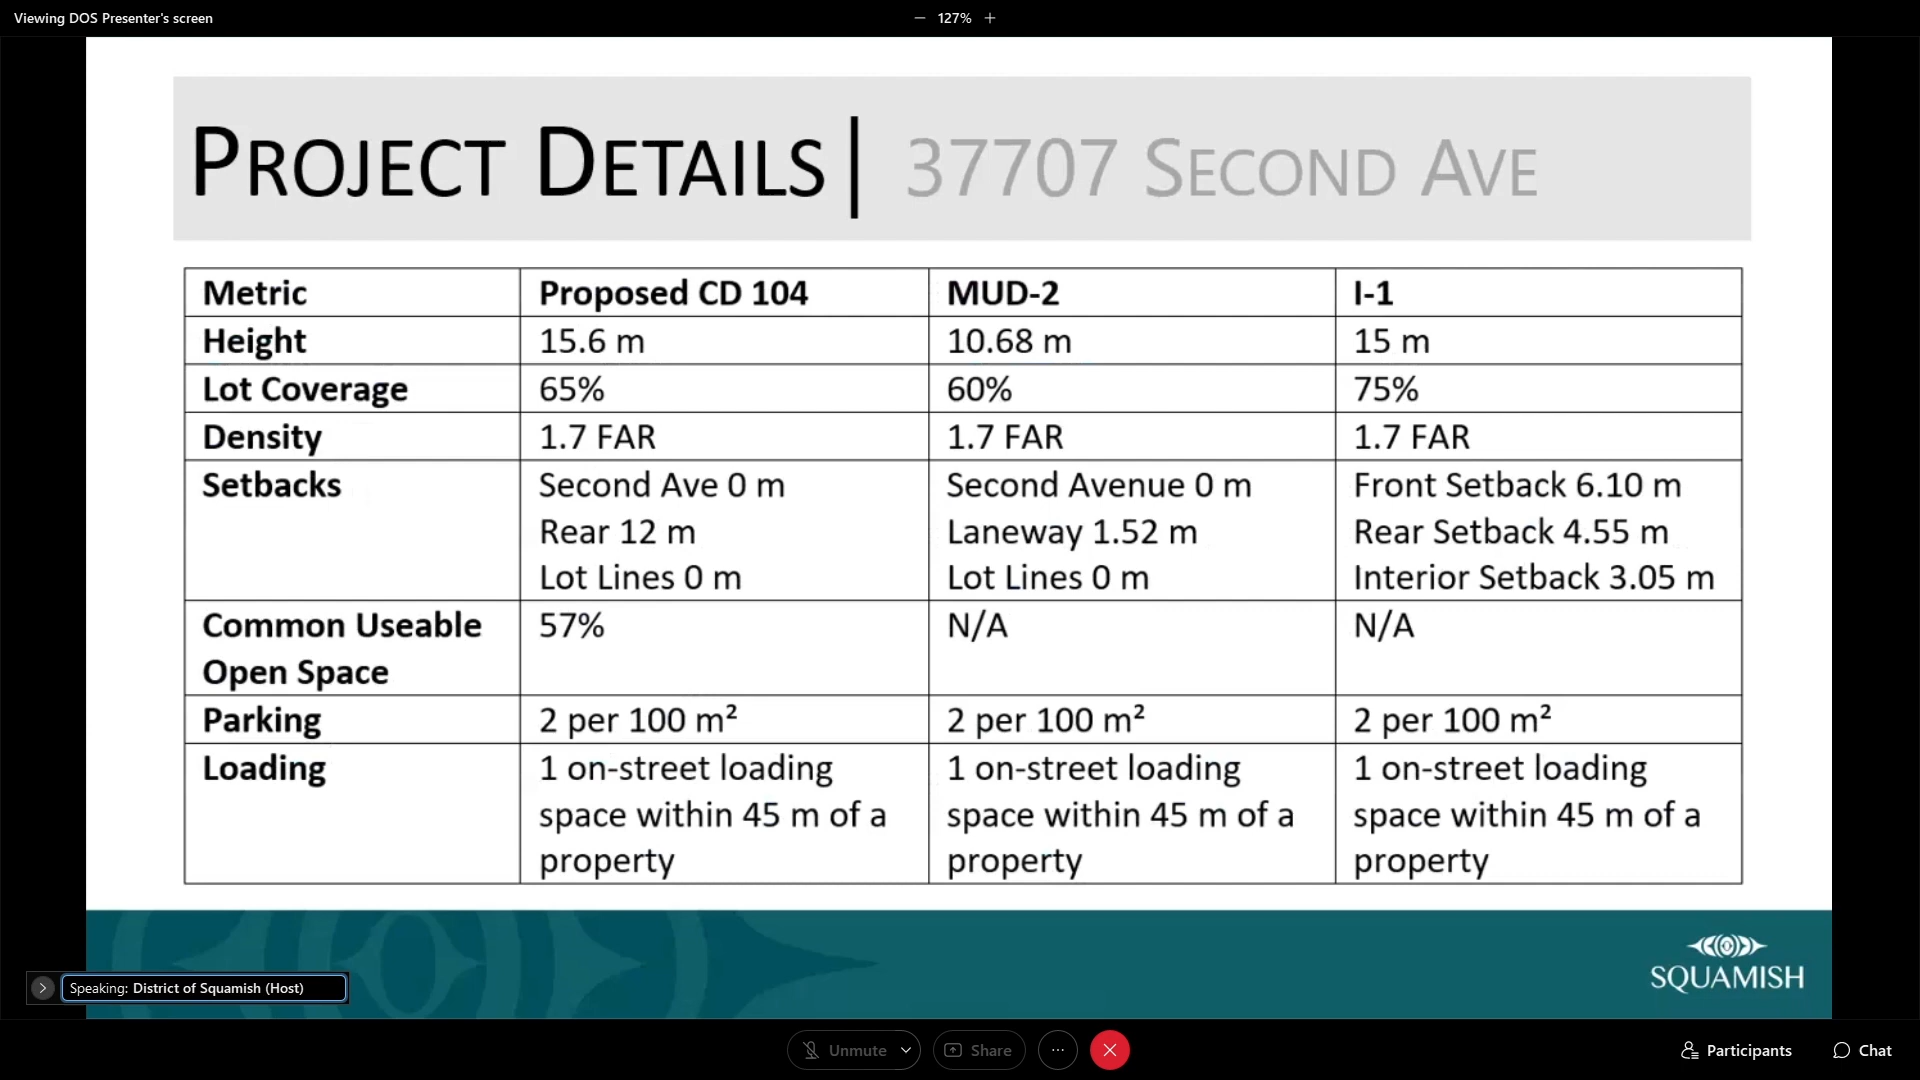 Viewing DOS Presenter's screen
127%
PROJECT DETAILS | 37707 SECOND AVE
Metric Proposed CD 104 MUD-2 I-1
Height 15.6 m 10.68 m 15 m
Lot Coverage 65% 60% 75%
Density 1.7 FAR 1.7 FAR 1.7 FAR
Setbacks Second Ave 0 m Second Avenue 0 m Front Setback 6.10 m
Rear 12 m Laneway 1.52 m Rear Setback 4.55 m
Lot Lines 0 m Lot Lines 0 m Interior Setback 3.05 m
Common Useable 57% N/A N/A
Open Space
Parking 2 per 100 m² 2 per 100 m² 2 per 100 m²
Loading 1 on-street loading 1 on-street loading 1 on-street loading
space within 45 m of a space within 45 m of a space within 45 m of a
property property property
SQUAMISH
Speaking: District of Squamish (Host)
Unmute Share Participants Chat